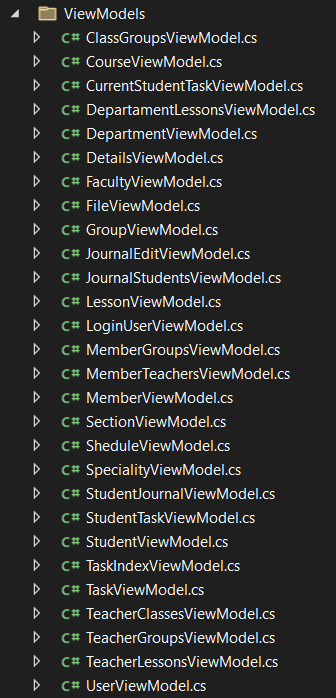 ViewModels
C# ClassGroupsViewModel.cs
C# CourseViewModel.cs
C# CurrentStudentTaskViewModel.cs
C# DepartamentLessonsViewModel.cs
C# DepartmentViewModel.cs
C# DetailsViewModel.cs
C# FacultyViewModel.cs
C# FileViewModel.cs
C# GroupViewModel.cs
C# JournalEditViewModel.cs
C# JournalStudentsViewModel.cs
C# LessonViewModel.cs
C# LoginUserViewModel.cs
C# MemberGroupsViewModel.cs
C# MemberTeachersViewModel.cs
C# MemberViewModel.cs
C# SectionViewModel.cs
C# SheduleViewModel.cs
C# SpecialityViewModel.cs
C# StudentJournalViewModel.cs
C# StudentTaskViewModel.cs
C# StudentViewModel.cs
C# TaskIndexViewModel.cs
C# TaskViewModel.cs
C# TeacherClassesViewModel.cs
C# TeacherGroupsViewModel.cs
C# TeacherLessonsViewModel.cs
C# UserViewModel.cs